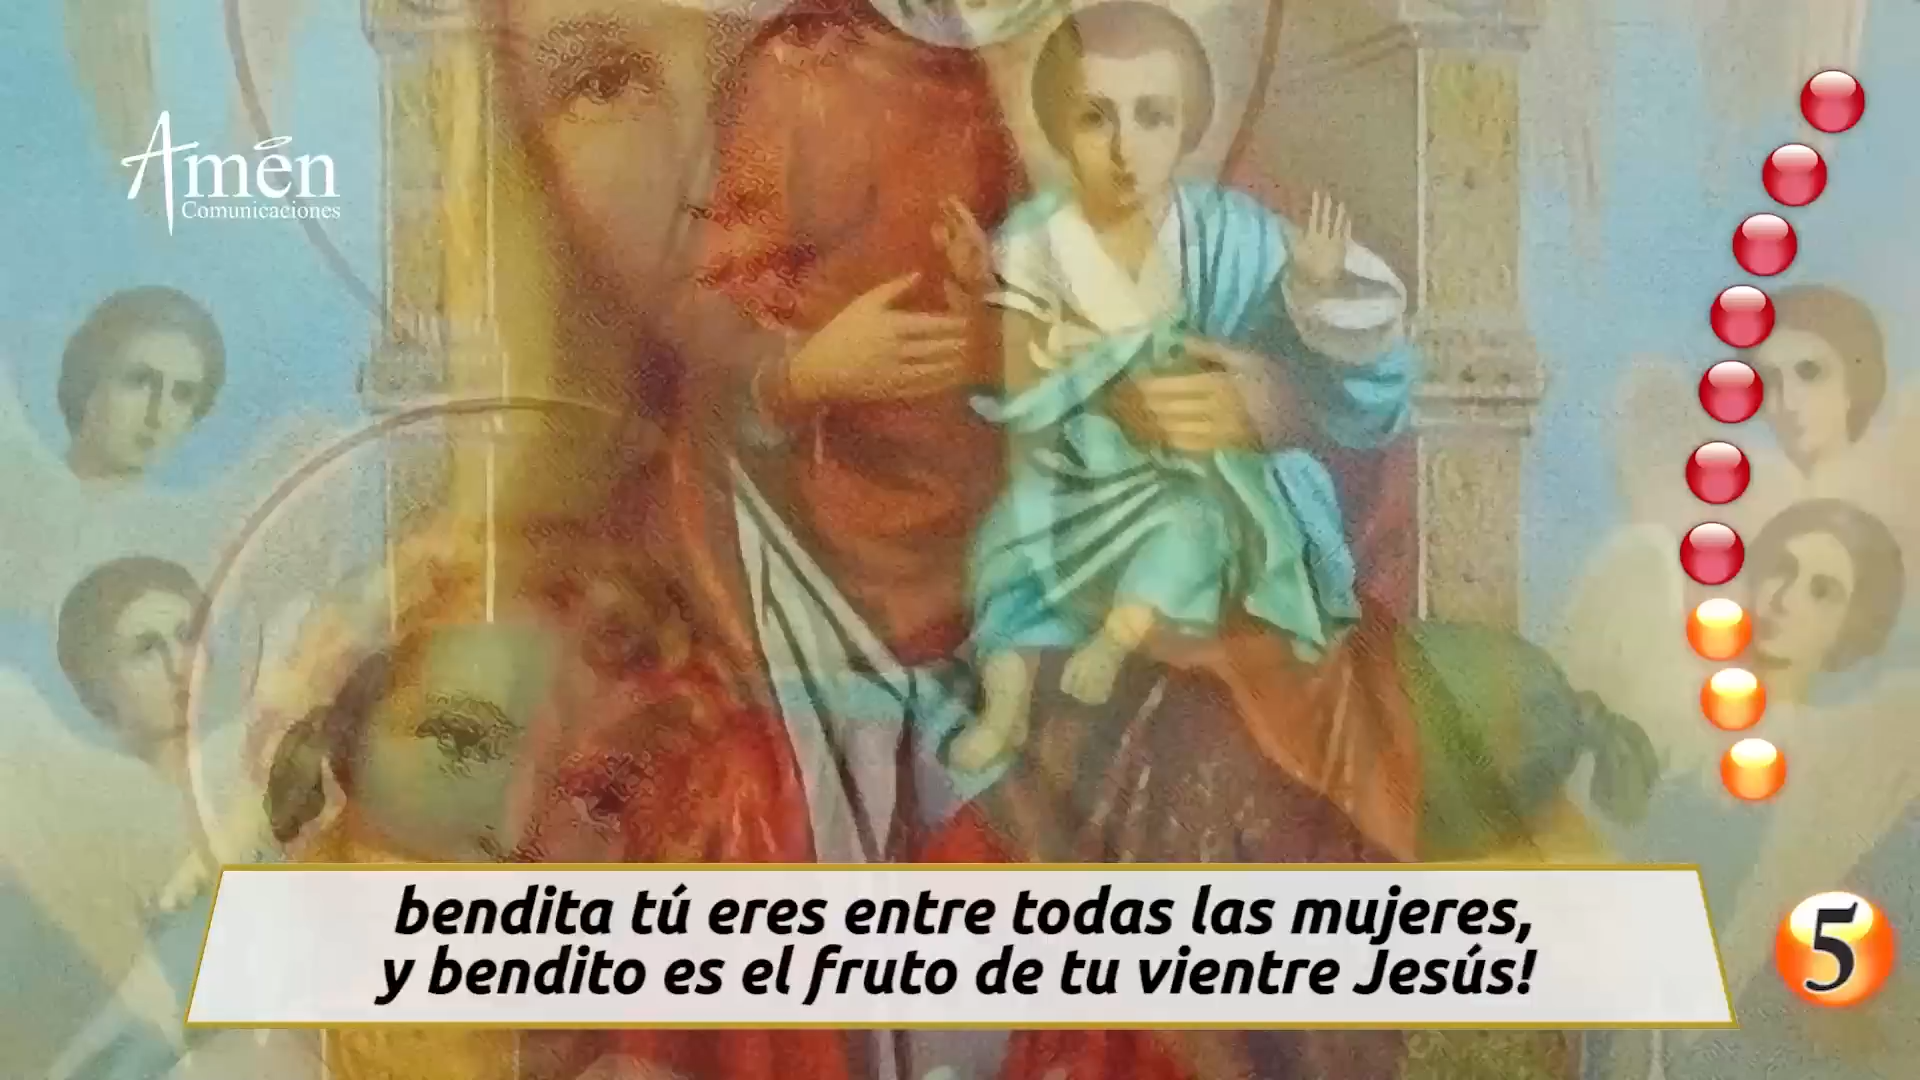 Amén
Comunicaciones
bendita tú eres entre todas las mujeres,
y bendito es el fruto de tu vientre Jesús!
5